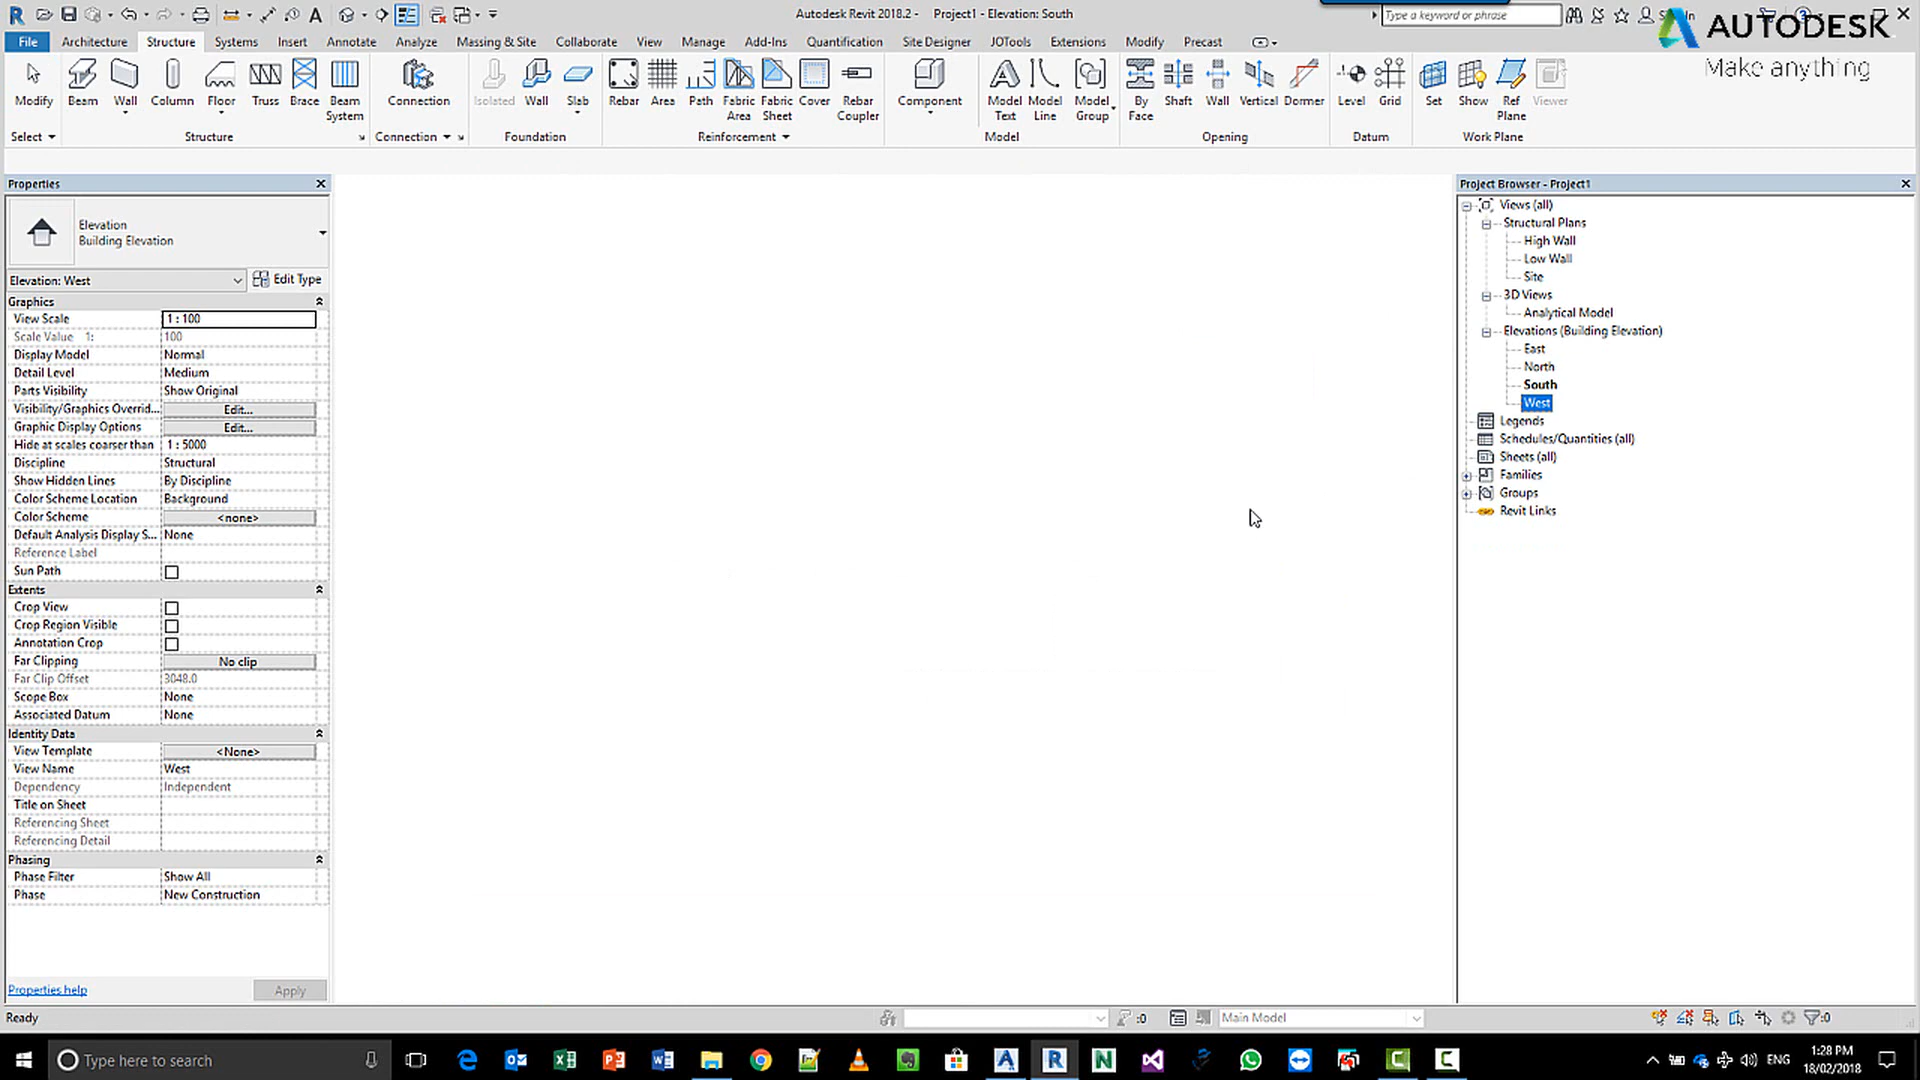 Autodesk Revit 2018.2 - Project1 - Elevation: South
Type a keyword or phrase
AUTODESK
Make anything
File Architecture Structure Systems Insert Annotate Analyze Massing & Site Collaborate View Manage Add-Ins Quantification Site Designer JOTools Extensions Modify Precast
Modify Beam Wall Column Floor Truss Brace Beam System Connection Isolated Wall Slab Rebar Area Path Fabric Area Fabric Sheet Cover Rebar Coupler Component Model Text Model Line Model Group By Face Shaft Wall Vertical Dormer Level Grid Set Show Ref Plane Viewer
Select Structure Connection Foundation Reinforcement Model Opening Datum Work Plane
Properties
Elevation
Building Elevation
Elevation: West Edit Type
Graphics
View Scale 1 : 100
Scale Value 1: 100
Display Model Normal
Detail Level Medium
Parts Visibility Show Original
Visibility/Graphics Overrid... Edit...
Graphic Display Options Edit...
Hide at scales coarser than 1 : 5000
Discipline Structural
Show Hidden Lines By Discipline
Color Scheme Location Background
Color Scheme <none>
Default Analysis Display S... None
Reference Label
Sun Path
Extents
Crop View
Crop Region Visible
Annotation Crop
Far Clipping No clip
Far Clip Offset 3048.0
Scope Box None
Associated Datum None
Identity Data
View Template <None>
View Name West
Dependency Independent
Title on Sheet
Referencing Sheet
Referencing Detail
Phasing
Phase Filter Show All
Phase New Construction
Properties help Apply
Project Browser - Project1
Views (all)
Structural Plans
High Wall
Low Wall
Site
3D Views
Analytical Model
Elevations (Building Elevation)
East
North
South
West
Legends
Schedules/Quantities (all)
Sheets (all)
Families
Groups
Revit Links
Ready :0 Main Model :0
Type here to search
ENG
1:28 PM
18/02/2018